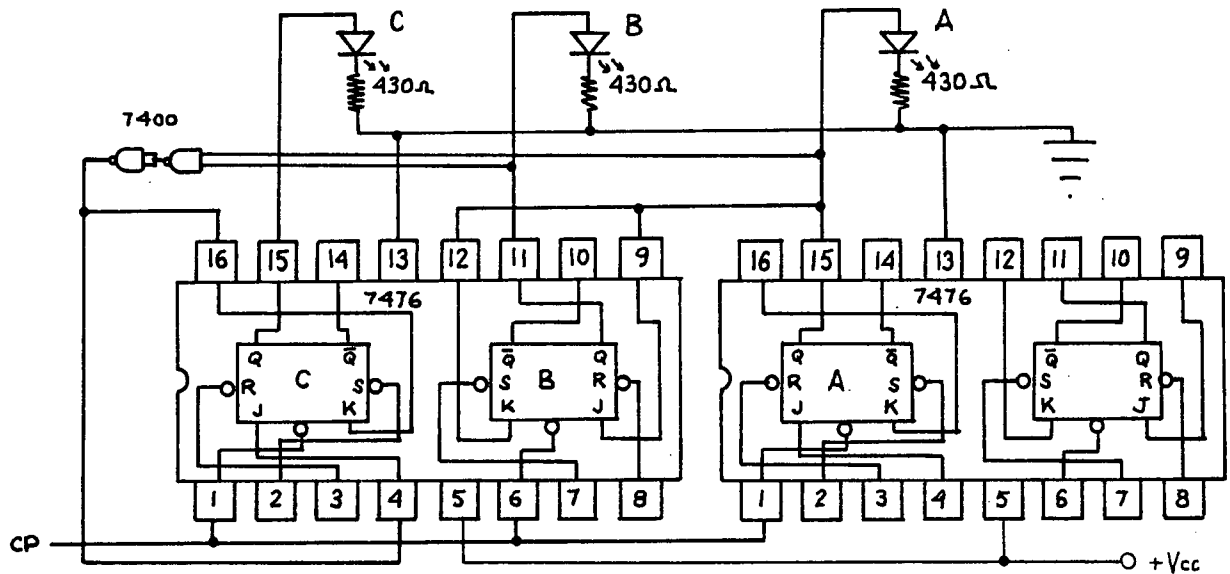 C B A
430Ω 430Ω 430Ω
7400
16 15 14 13 12 11 10 9 16 15 14 13 12 11 10 9
7476 7476
Q Q̅ Q̅ Q Q Q̅ Q̅ Q
R C S S B R R A S S R
J K K J J K K J
1 2 3 4 5 6 7 8 1 2 3 4 5 6 7 8
CP
+Vcc